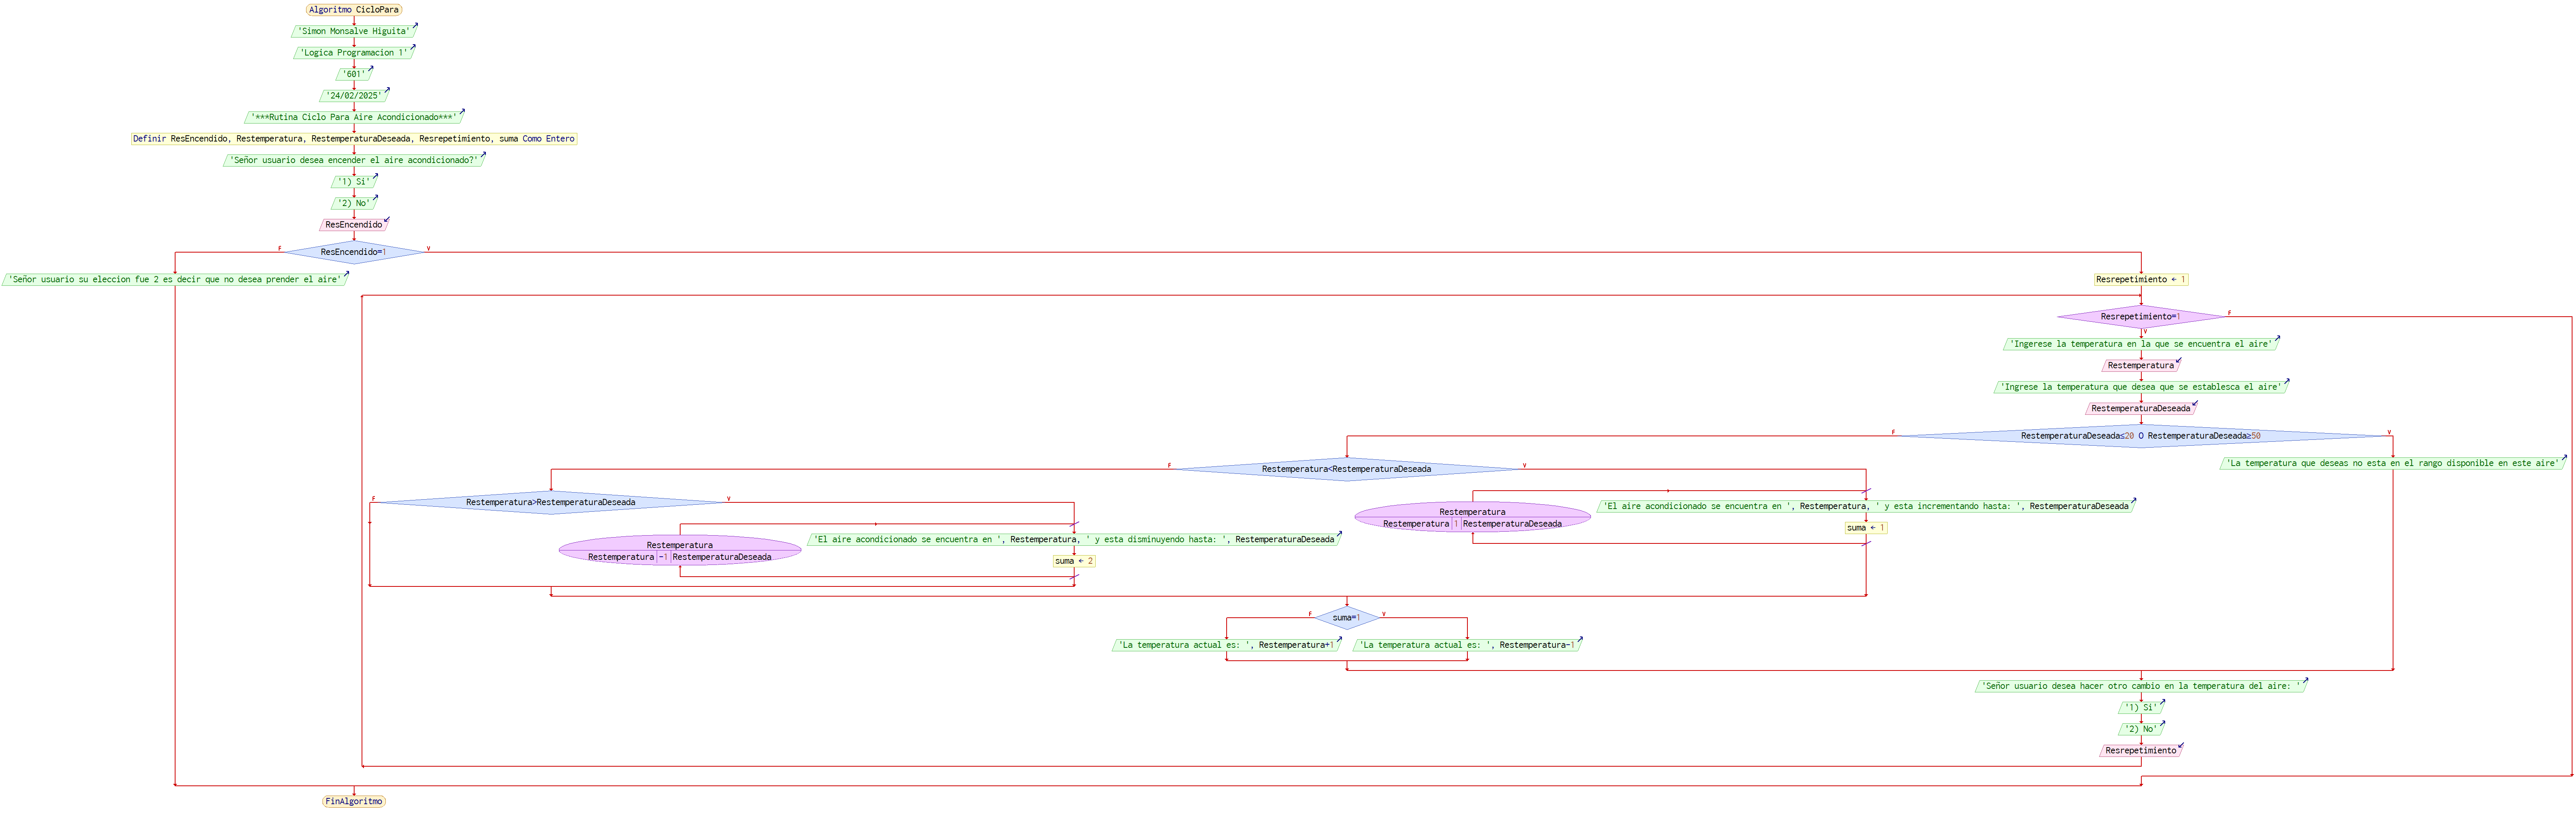 Algoritmo CicloPara
'Simon Monsalve Higuita'
'Logica Programacion 1'
'601'
'24/02/2025'
'***Rutina Ciclo Para Aire Acondicionado***'
Definir ResEncendido, Restemperatura, RestemperaturaDeseada, Resrepetimiento, suma Como Entero
'Señor usuario desea encender el aire acondicionado?'
'1) Si'
'2) No'
ResEncendido
ResEncendido=1
F
V
'Señor usuario su eleccion fue 2 es decir que no desea prender el aire'
Resrepetimiento ← 1
Resrepetimiento=1
F
V
'Ingerese la temperatura en la que se encuentra el aire'
Restemperatura
'Ingrese la temperatura que desea que se establesca el aire'
RestemperaturaDeseada
RestemperaturaDeseada≤20 O RestemperaturaDeseada≥50
F
V
'La temperatura que deseas no esta en el rango disponible en este aire'
Restemperatura<RestemperaturaDeseada
F
V
Restemperatura>RestemperaturaDeseada
F
V
Restemperatura
Restemperatura 1 RestemperaturaDeseada
'El aire acondicionado se encuentra en ', Restemperatura, ' y esta incrementando hasta: ', RestemperaturaDeseada
suma ← 1
Restemperatura
Restemperatura -1 RestemperaturaDeseada
'El aire acondicionado se encuentra en ', Restemperatura, ' y esta disminuyendo hasta: ', RestemperaturaDeseada
suma ← 2
suma=1
F
V
'La temperatura actual es: ', Restemperatura+1
'La temperatura actual es: ', Restemperatura-1
'Señor usuario desea hacer otro cambio en la temperatura del aire: '
'1) Si'
'2) No'
Resrepetimiento
FinAlgoritmo